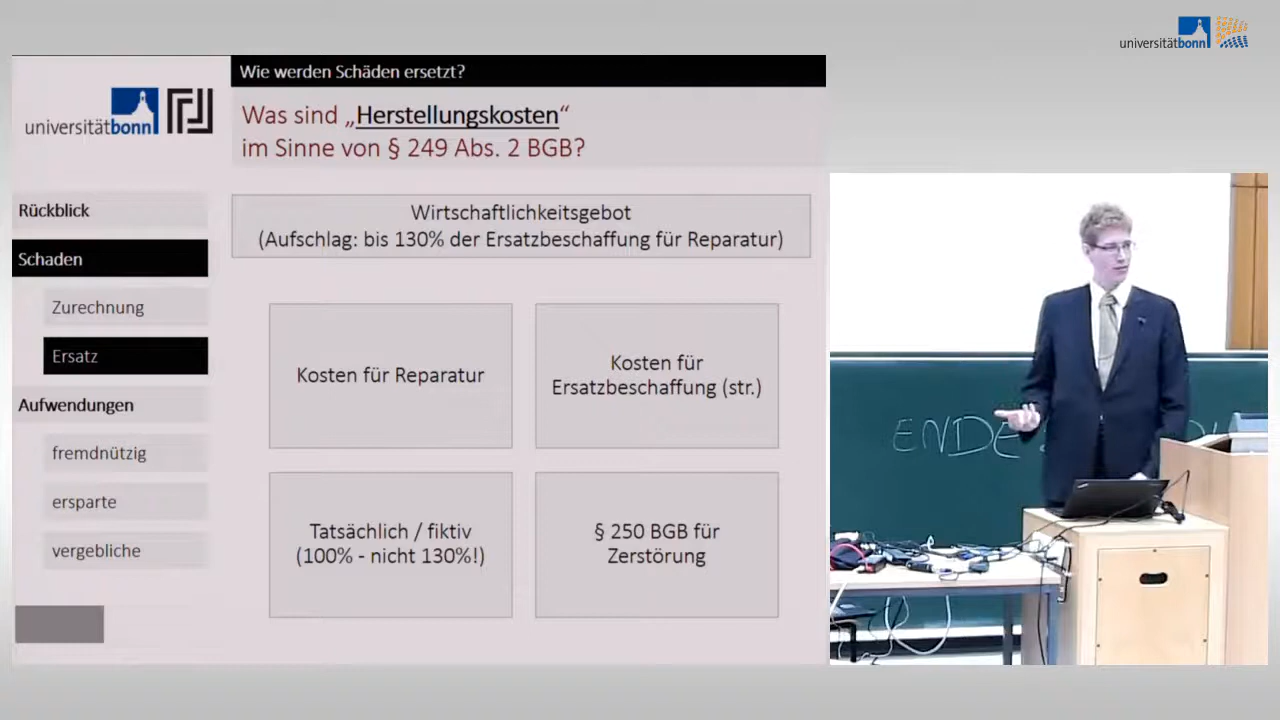 universitätbonn
Wie werden Schäden ersetzt?
universitätbonn
Was sind „Herstellungskosten“
im Sinne von § 249 Abs. 2 BGB?
Rückblick
Schaden
Zurechnung
Ersatz
Aufwendungen
fremdnützig
ersparte
vergebliche
Wirtschaftlichkeitsgebot
(Aufschlag: bis 130% der Ersatzbeschaffung für Reparatur)
Kosten für Reparatur
Kosten für
Ersatzbeschaffung (str.)
Tatsächlich / fiktiv
(100% - nicht 130%!)
§ 250 BGB für
Zerstörung
ENDE